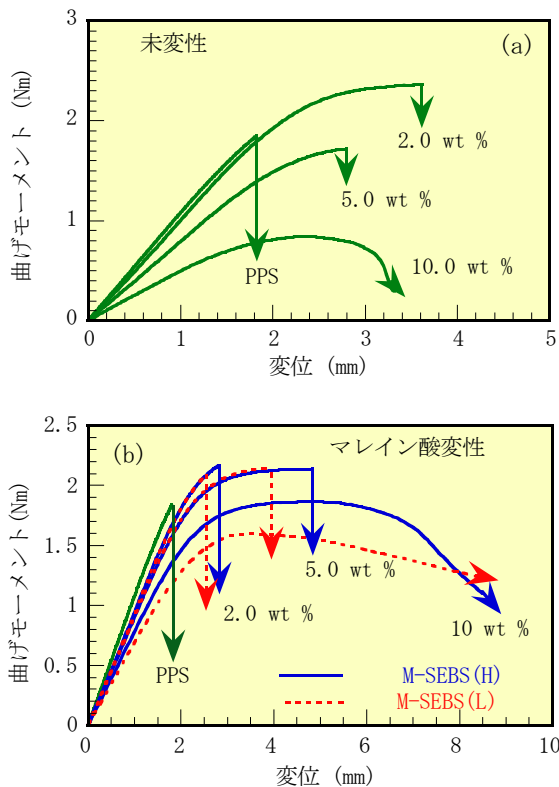 未変性
(a)
曲げモーメント (Nm)
3
2
1
0
2.0 wt %
5.0 wt %
10.0 wt %
PPS
0 1 2 3 4 5
変位 (mm)
(b)
マレイン酸変性
曲げモーメント(Nm)
2.5
2
1.5
1
0.5
0
5.0 wt %
2.0 wt %
10 wt %
PPS
M-SEBS(H)
M-SEBS(L)
0 2 4 6 8 10
変位 (mm)